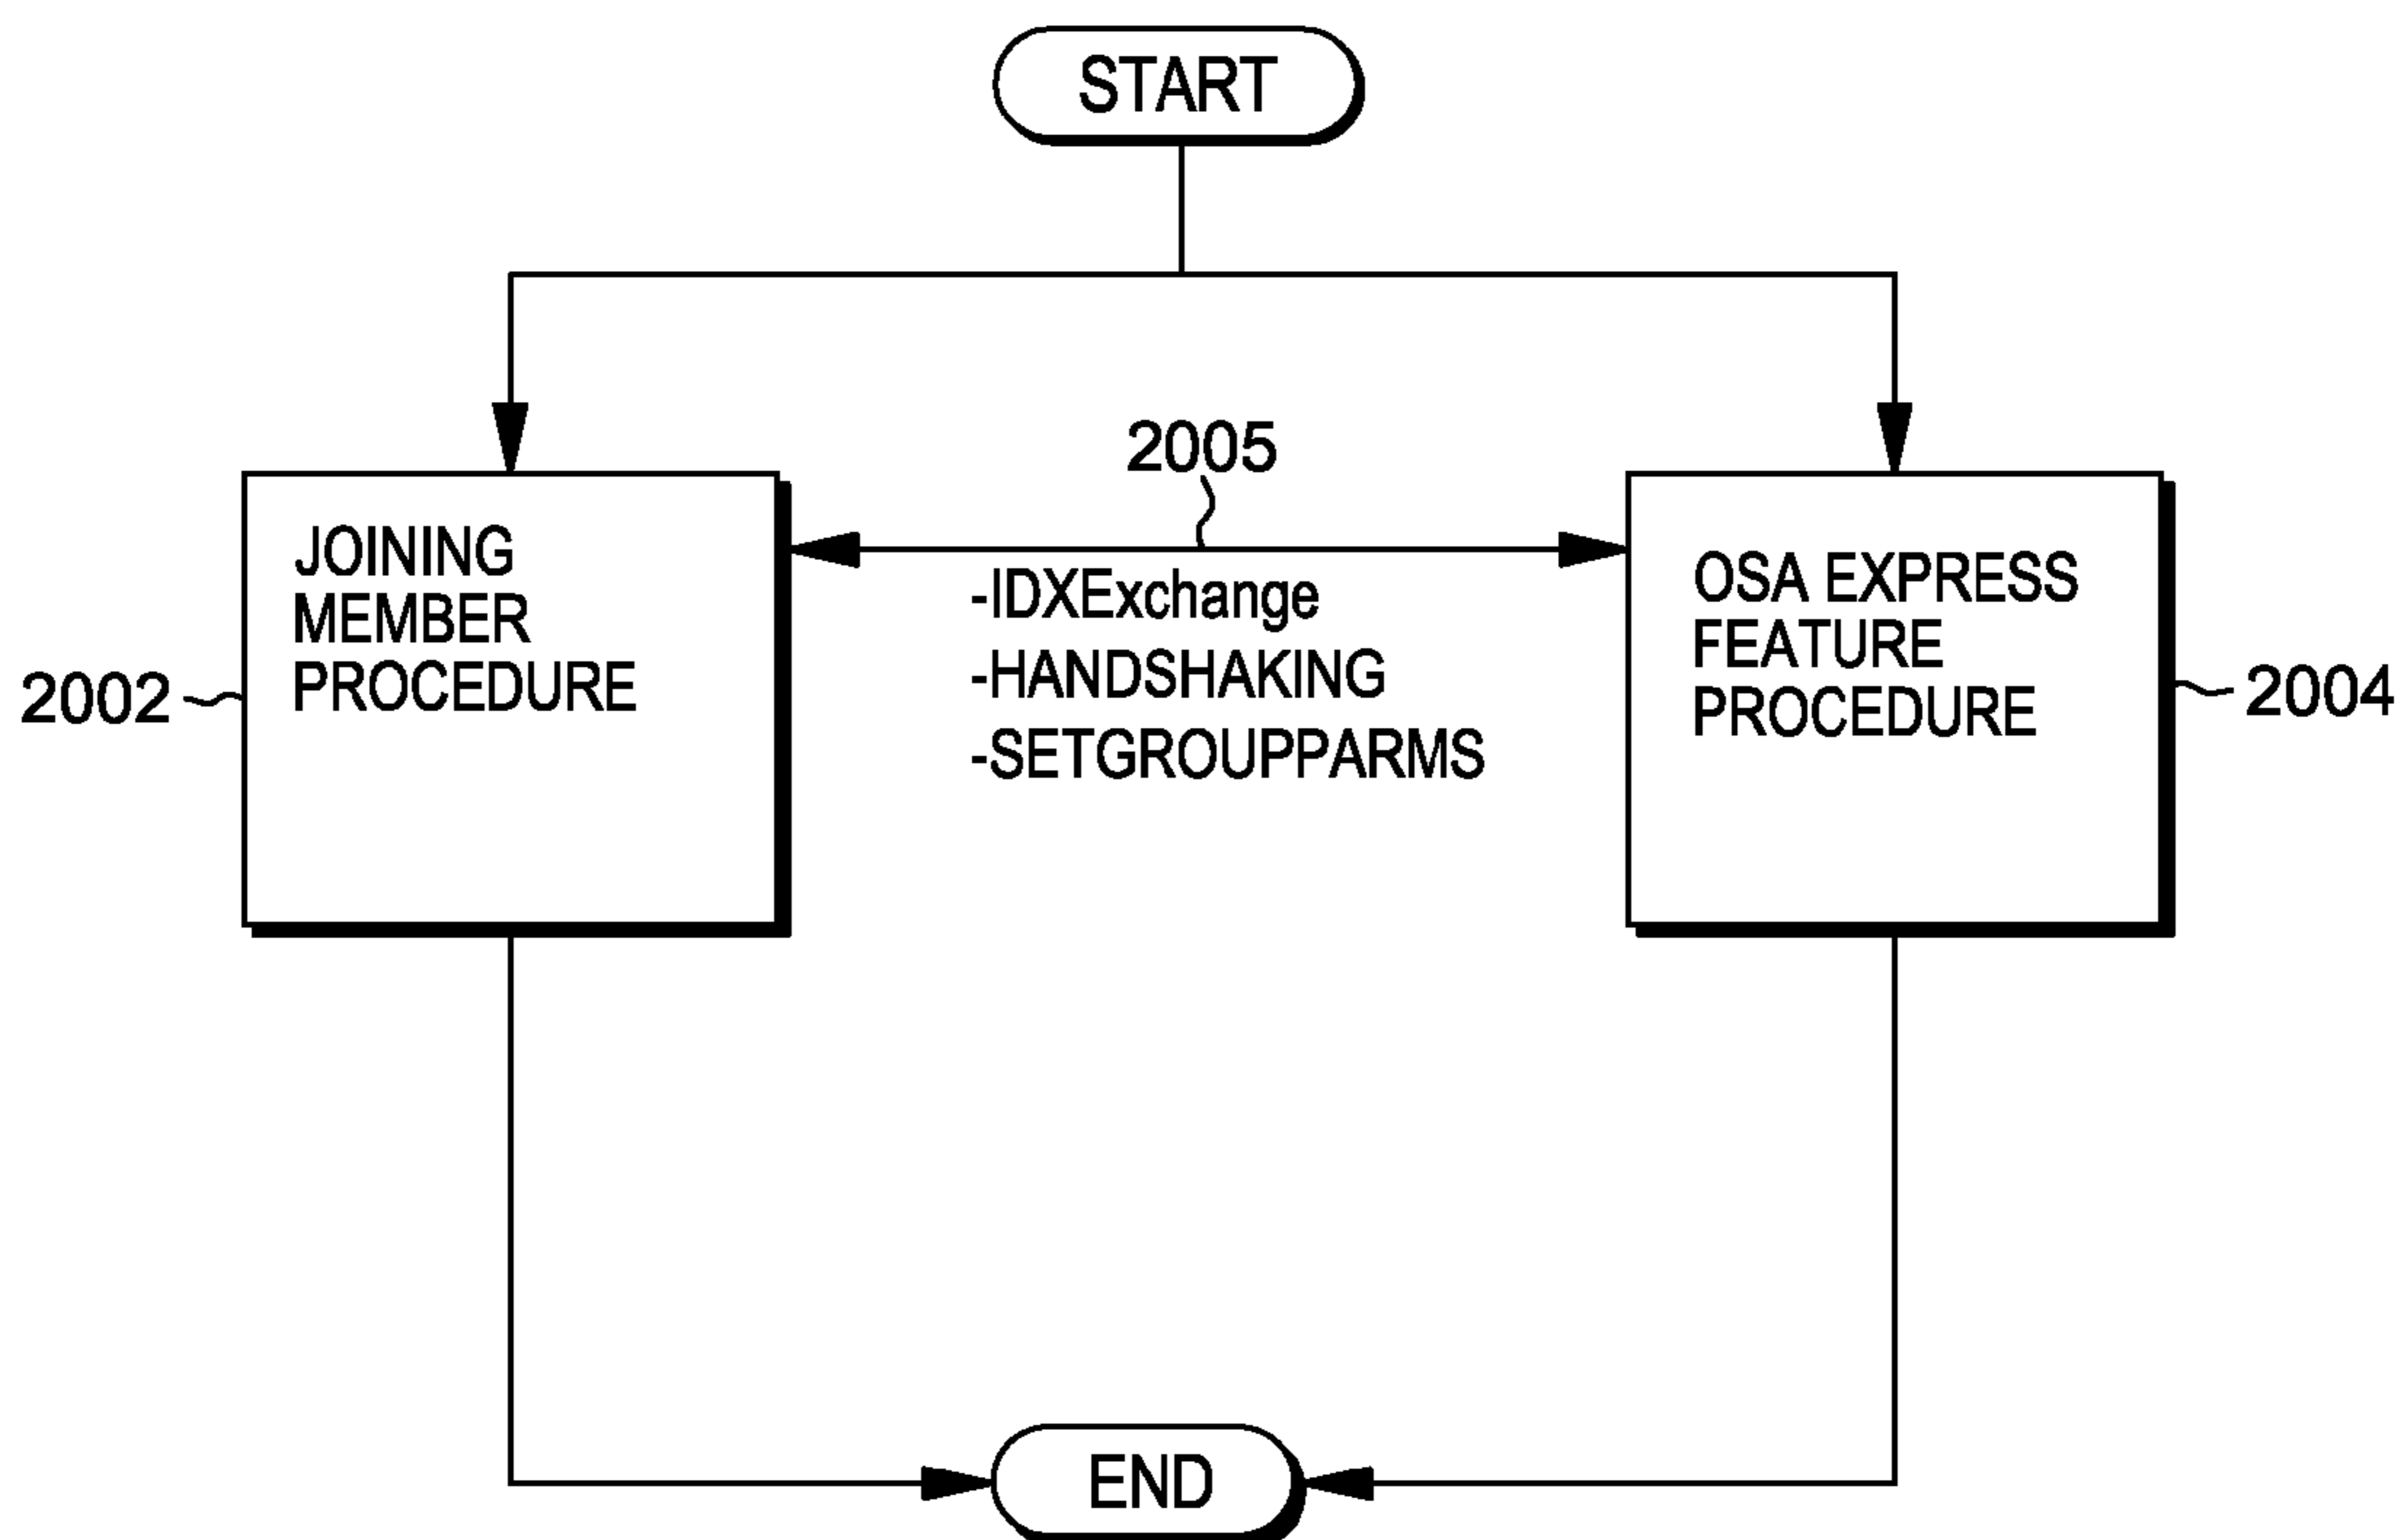 START
2005
JOINING
MEMBER
PROCEDURE
2002
-IDXExchange
-HANDSHAKING
-SETGROUPPARMS
OSA EXPRESS
FEATURE
PROCEDURE
2004
END